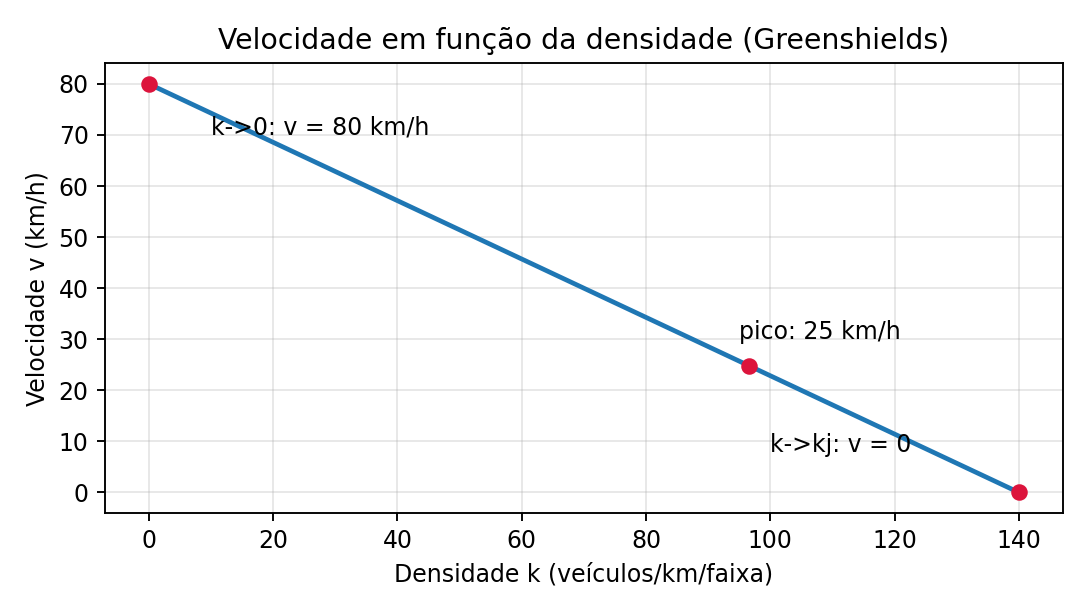 Velocidade em função da densidade (Greenshields)
Velocidade v (km/h)
80
70
60
50
40
30
20
10
0
k->0: v = 80 km/h
pico: 25 km/h
k->kj: v = 0
0 20 40 60 80 100 120 140
Densidade k (veículos/km/faixa)